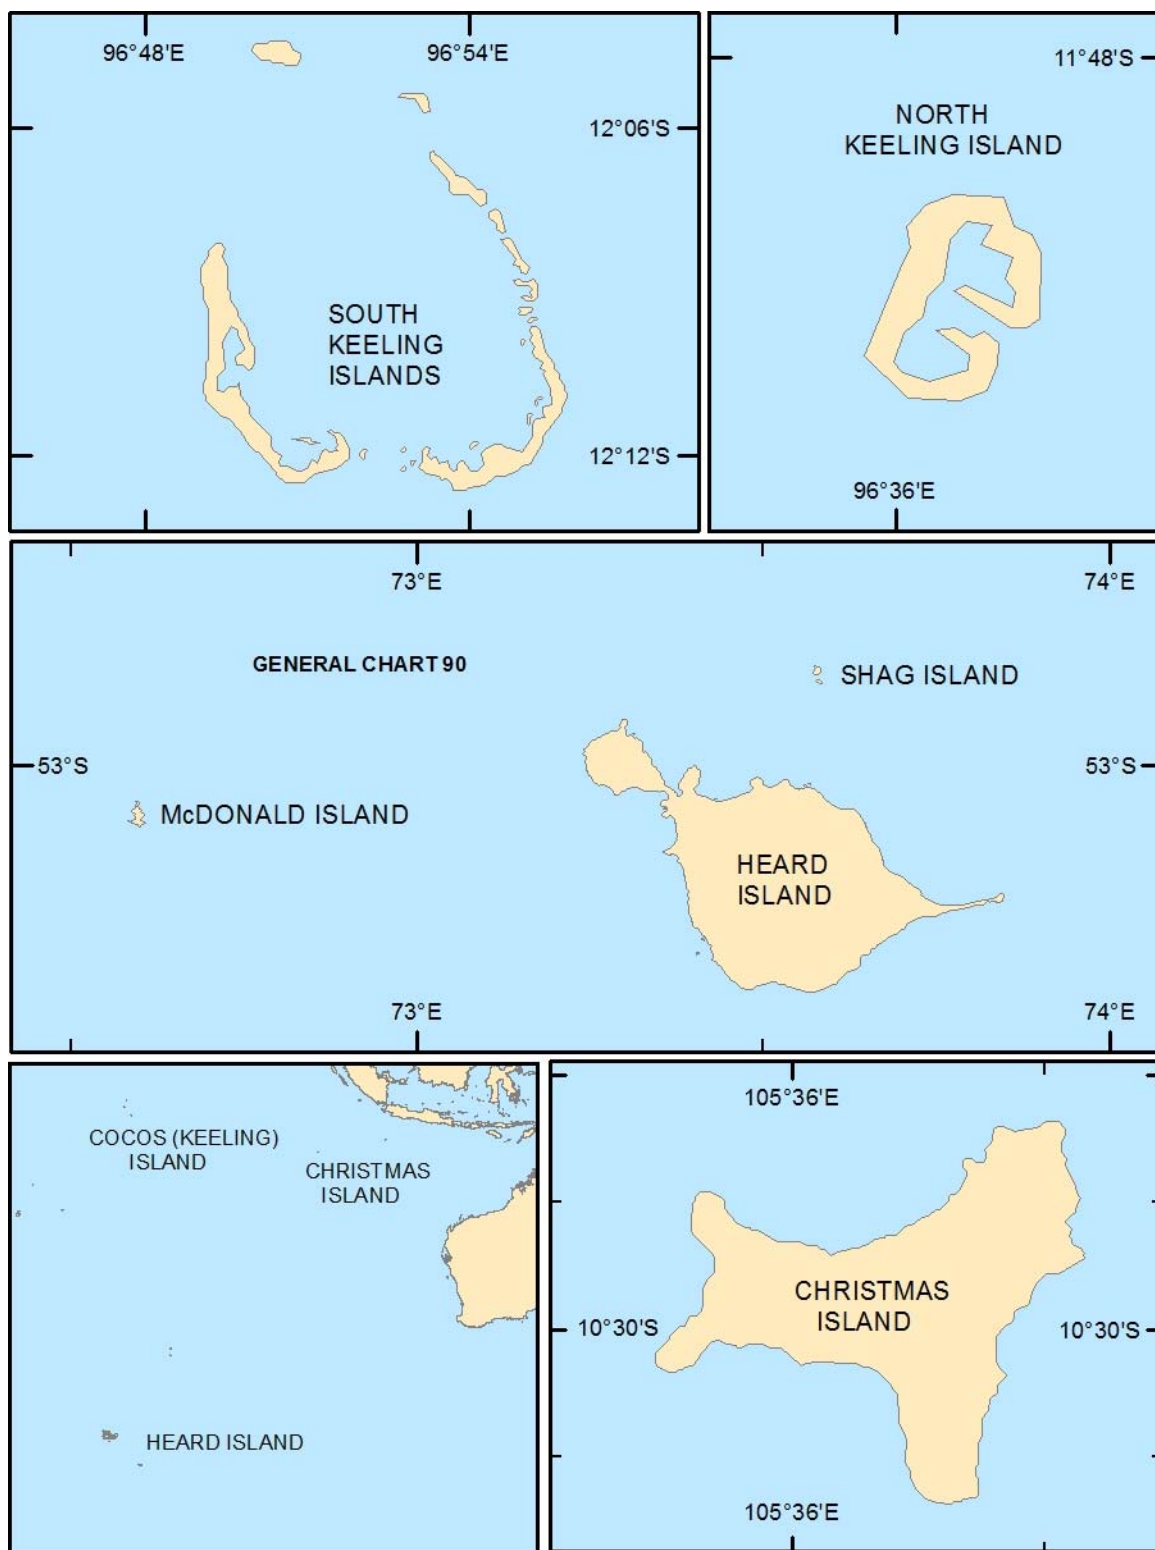 96°48'E
96°54'E
12°06'S
SOUTH
KEELING
ISLANDS
12°12'S
11°48'S
NORTH
KEELING ISLAND
96°36'E
73°E
74°E
GENERAL CHART 90
SHAG ISLAND
53°S
53°S
McDONALD ISLAND
HEARD
ISLAND
73°E
74°E
COCOS (KEELING)
ISLAND
CHRISTMAS
ISLAND
HEARD ISLAND
105°36'E
CHRISTMAS
ISLAND
10°30'S
10°30'S
105°36'E